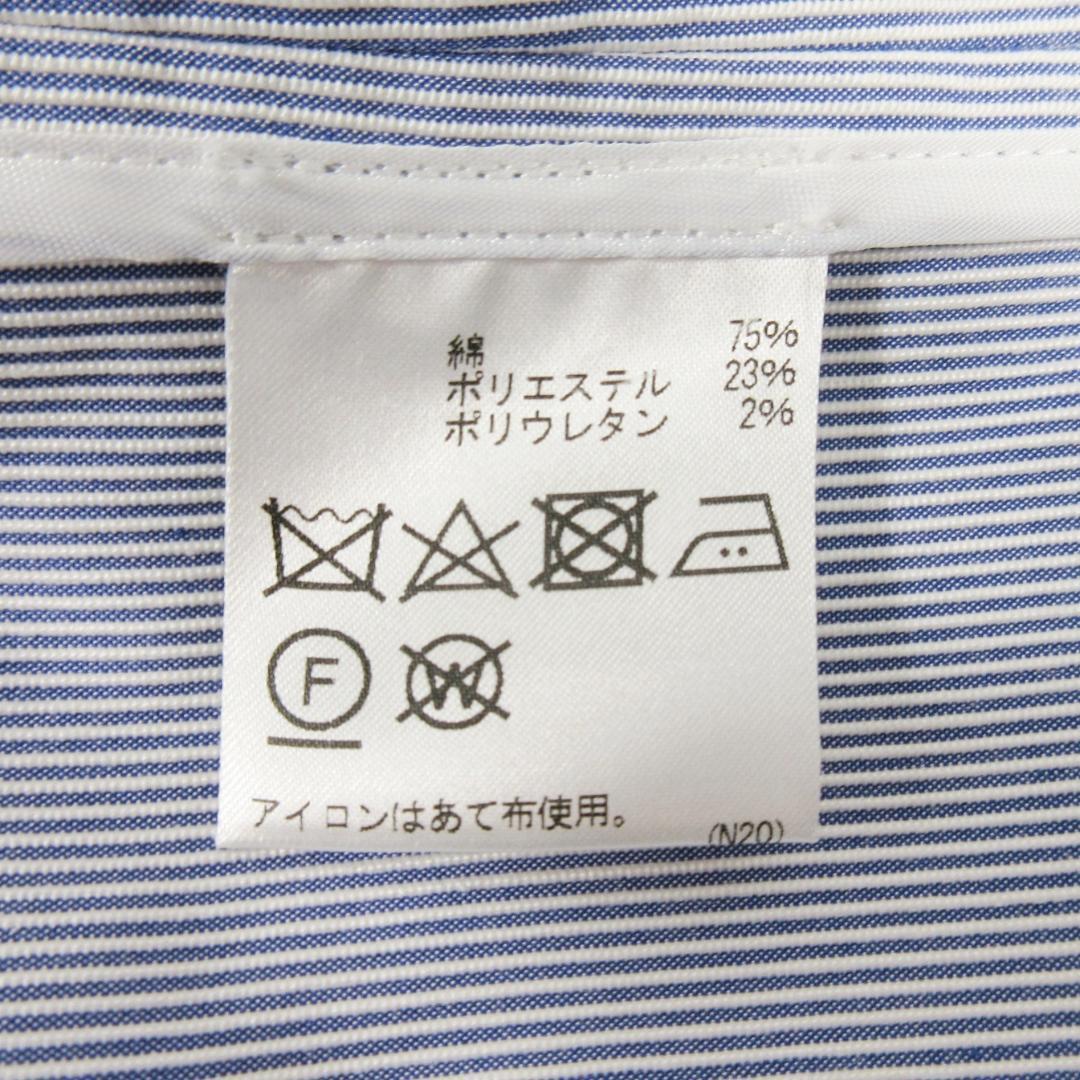 綿 75%
ポリエステル 23%
ポリウレタン 2%
F
W
アイロンはあて布使用。
(N20)